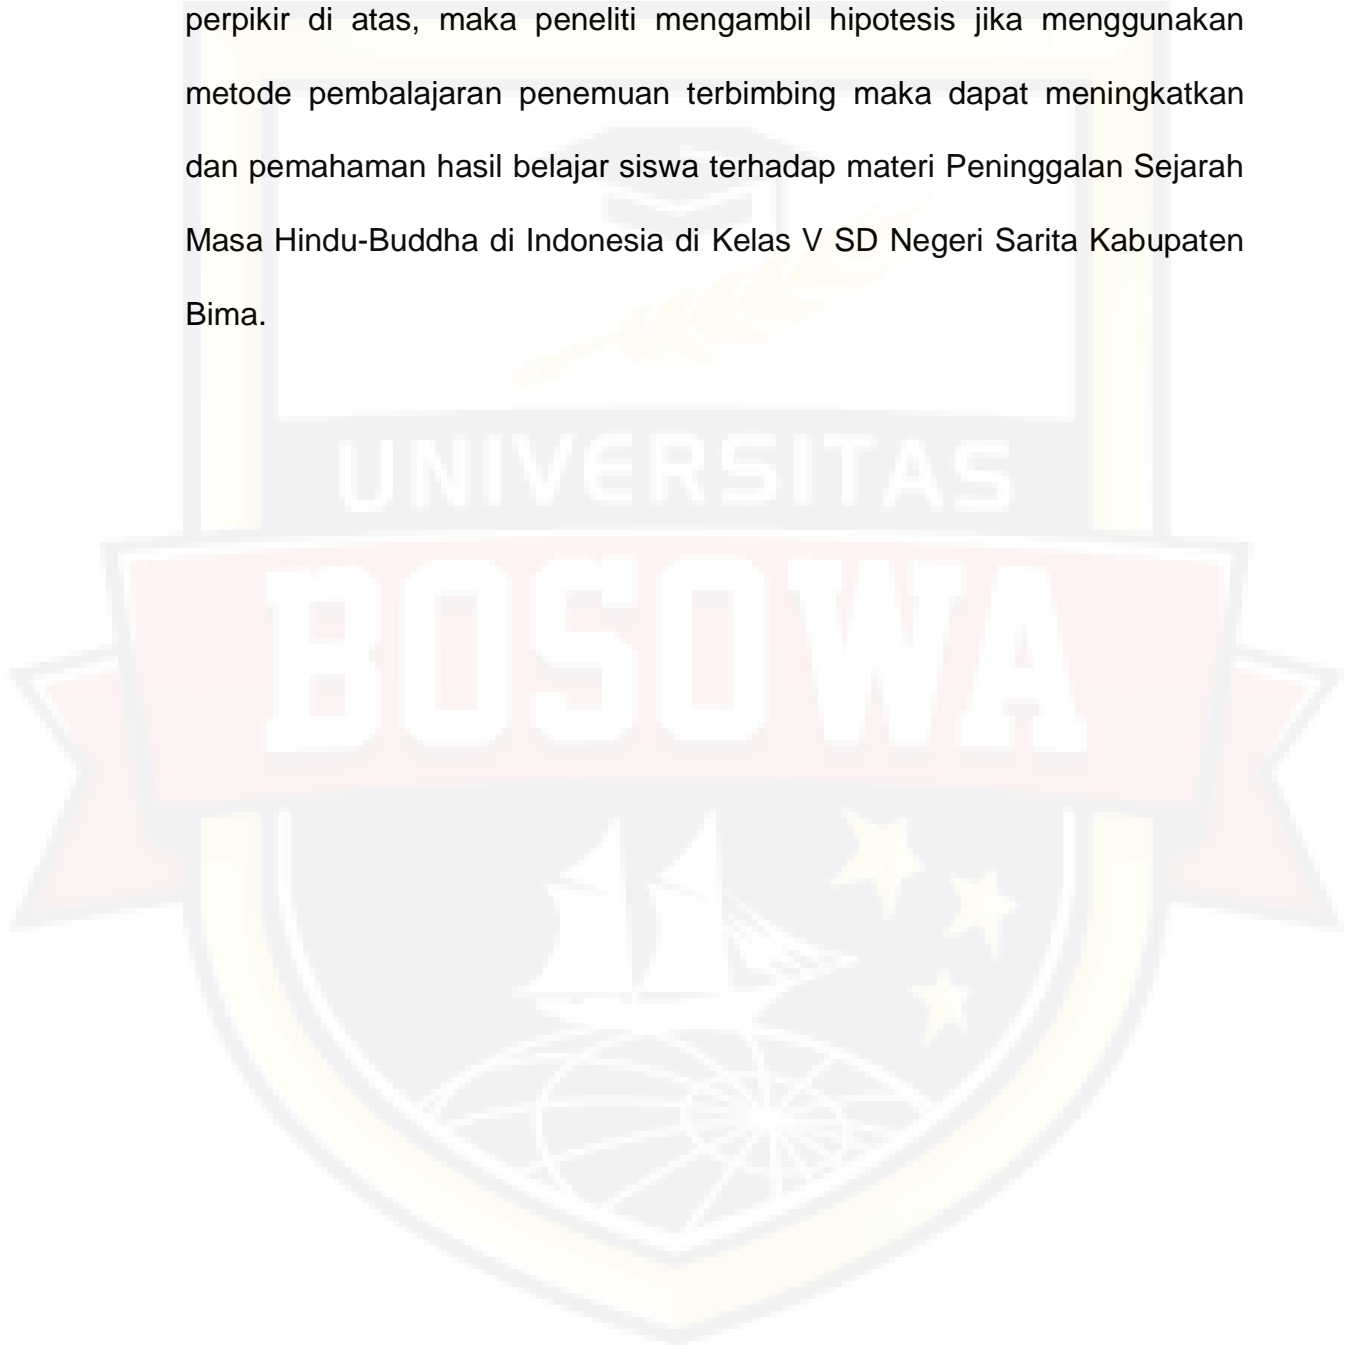 perpikir di atas, maka peneliti mengambil hipotesis jika menggunakan
metode pembalajaran penemuan terbimbing maka dapat meningkatkan
dan pemahaman hasil belajar siswa terhadap materi Peninggalan Sejarah
Masa Hindu-Buddha di Indonesia di Kelas V SD Negeri Sarita Kabupaten
Bima.
UNIVERSITAS
BOSOWA